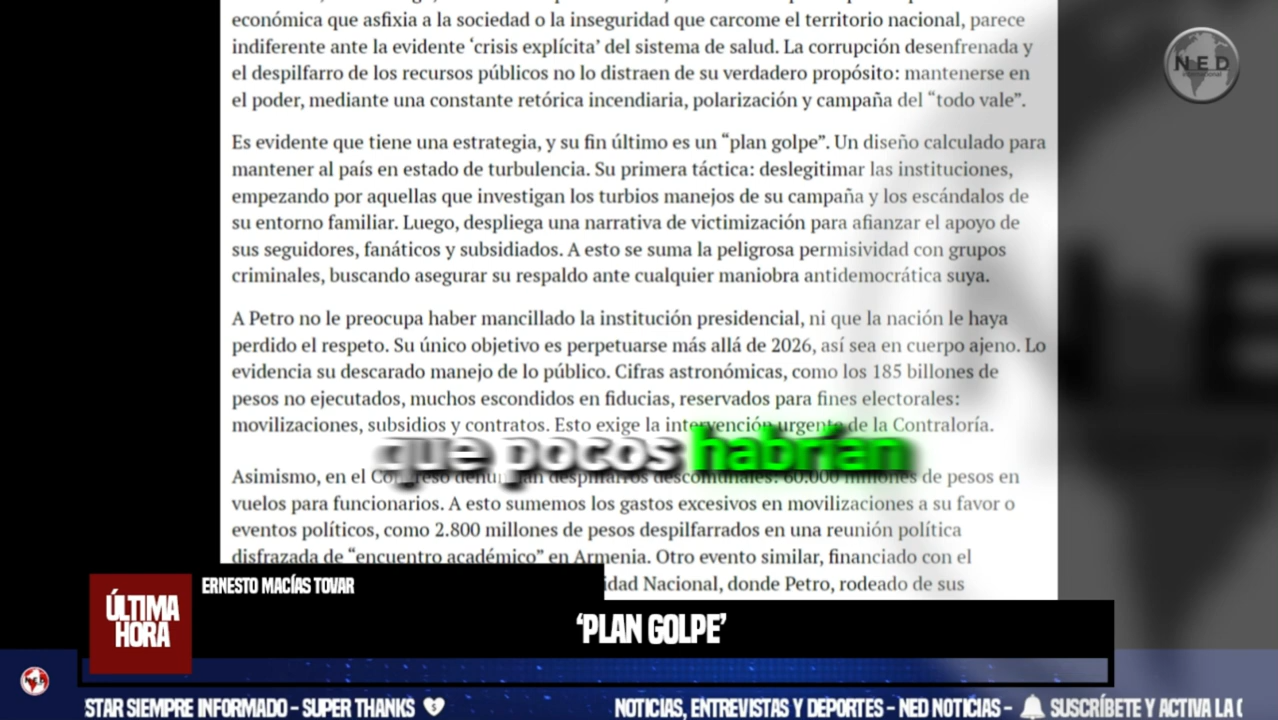 económica que asfixia a la sociedad o la inseguridad que carcome el territorio nacional, parece
indiferente ante la evidente ‘crisis explícita’ del sistema de salud. La corrupción desenfrenada y
el despilfarro de los recursos públicos no lo distraen de su verdadero propósito: mantenerse en
el poder, mediante una constante retórica incendiaria, polarización y campaña del “todo vale”.
Es evidente que tiene una estrategia, y su fin último es un “plan golpe”. Un diseño calculado para
mantener al país en estado de turbulencia. Su primera táctica: deslegitimar las instituciones,
empezando por aquellas que investigan los turbios manejos de su campaña y los escándalos de
su entorno familiar. Luego, despliega una narrativa de victimización para afianzar el apoyo de
sus seguidores, fanáticos y subsidiados. A esto se suma la peligrosa permisividad con grupos
criminales, buscando asegurar su respaldo ante cualquier maniobra antidemocrática suya.
A Petro no le preocupa haber mancillado la institución presidencial, ni que la nación le haya
perdido el respeto. Su único objetivo es perpetuarse más allá de 2026, así sea en cuerpo ajeno. Lo
evidencia su descarado manejo de lo público. Cifras astronómicas, como los 185 billones de
pesos no ejecutados, muchos escondidos en fiducias, reservados para fines electorales:
movilizaciones, subsidios y contratos. Esto exige la intervención urgente de la Contraloría.
que pocos habrían
Asimismo, en el Congreso despilfarros descomunales: 60.000 millones de pesos en
vuelos para funcionarios. A esto sumemos los gastos excesivos en movilizaciones a su favor o
eventos políticos, como 2.800 millones de pesos despilfarrados en una reunión política
disfrazada de “encuentro académico” en Armenia. Otro evento similar, financiado con el
idad Nacional, donde Petro, rodeado de sus
NED
ERNESTO MACÍAS TOVAR
ÚLTIMA
HORA
‘PLAN GOLPE’
STAR SIEMPRE INFORMADO – SUPER THANKS
NOTICIAS, ENTREVISTAS Y DEPORTES – NED NOTICIAS –
SUSCRÍBETE Y ACTIVA LA C
NE